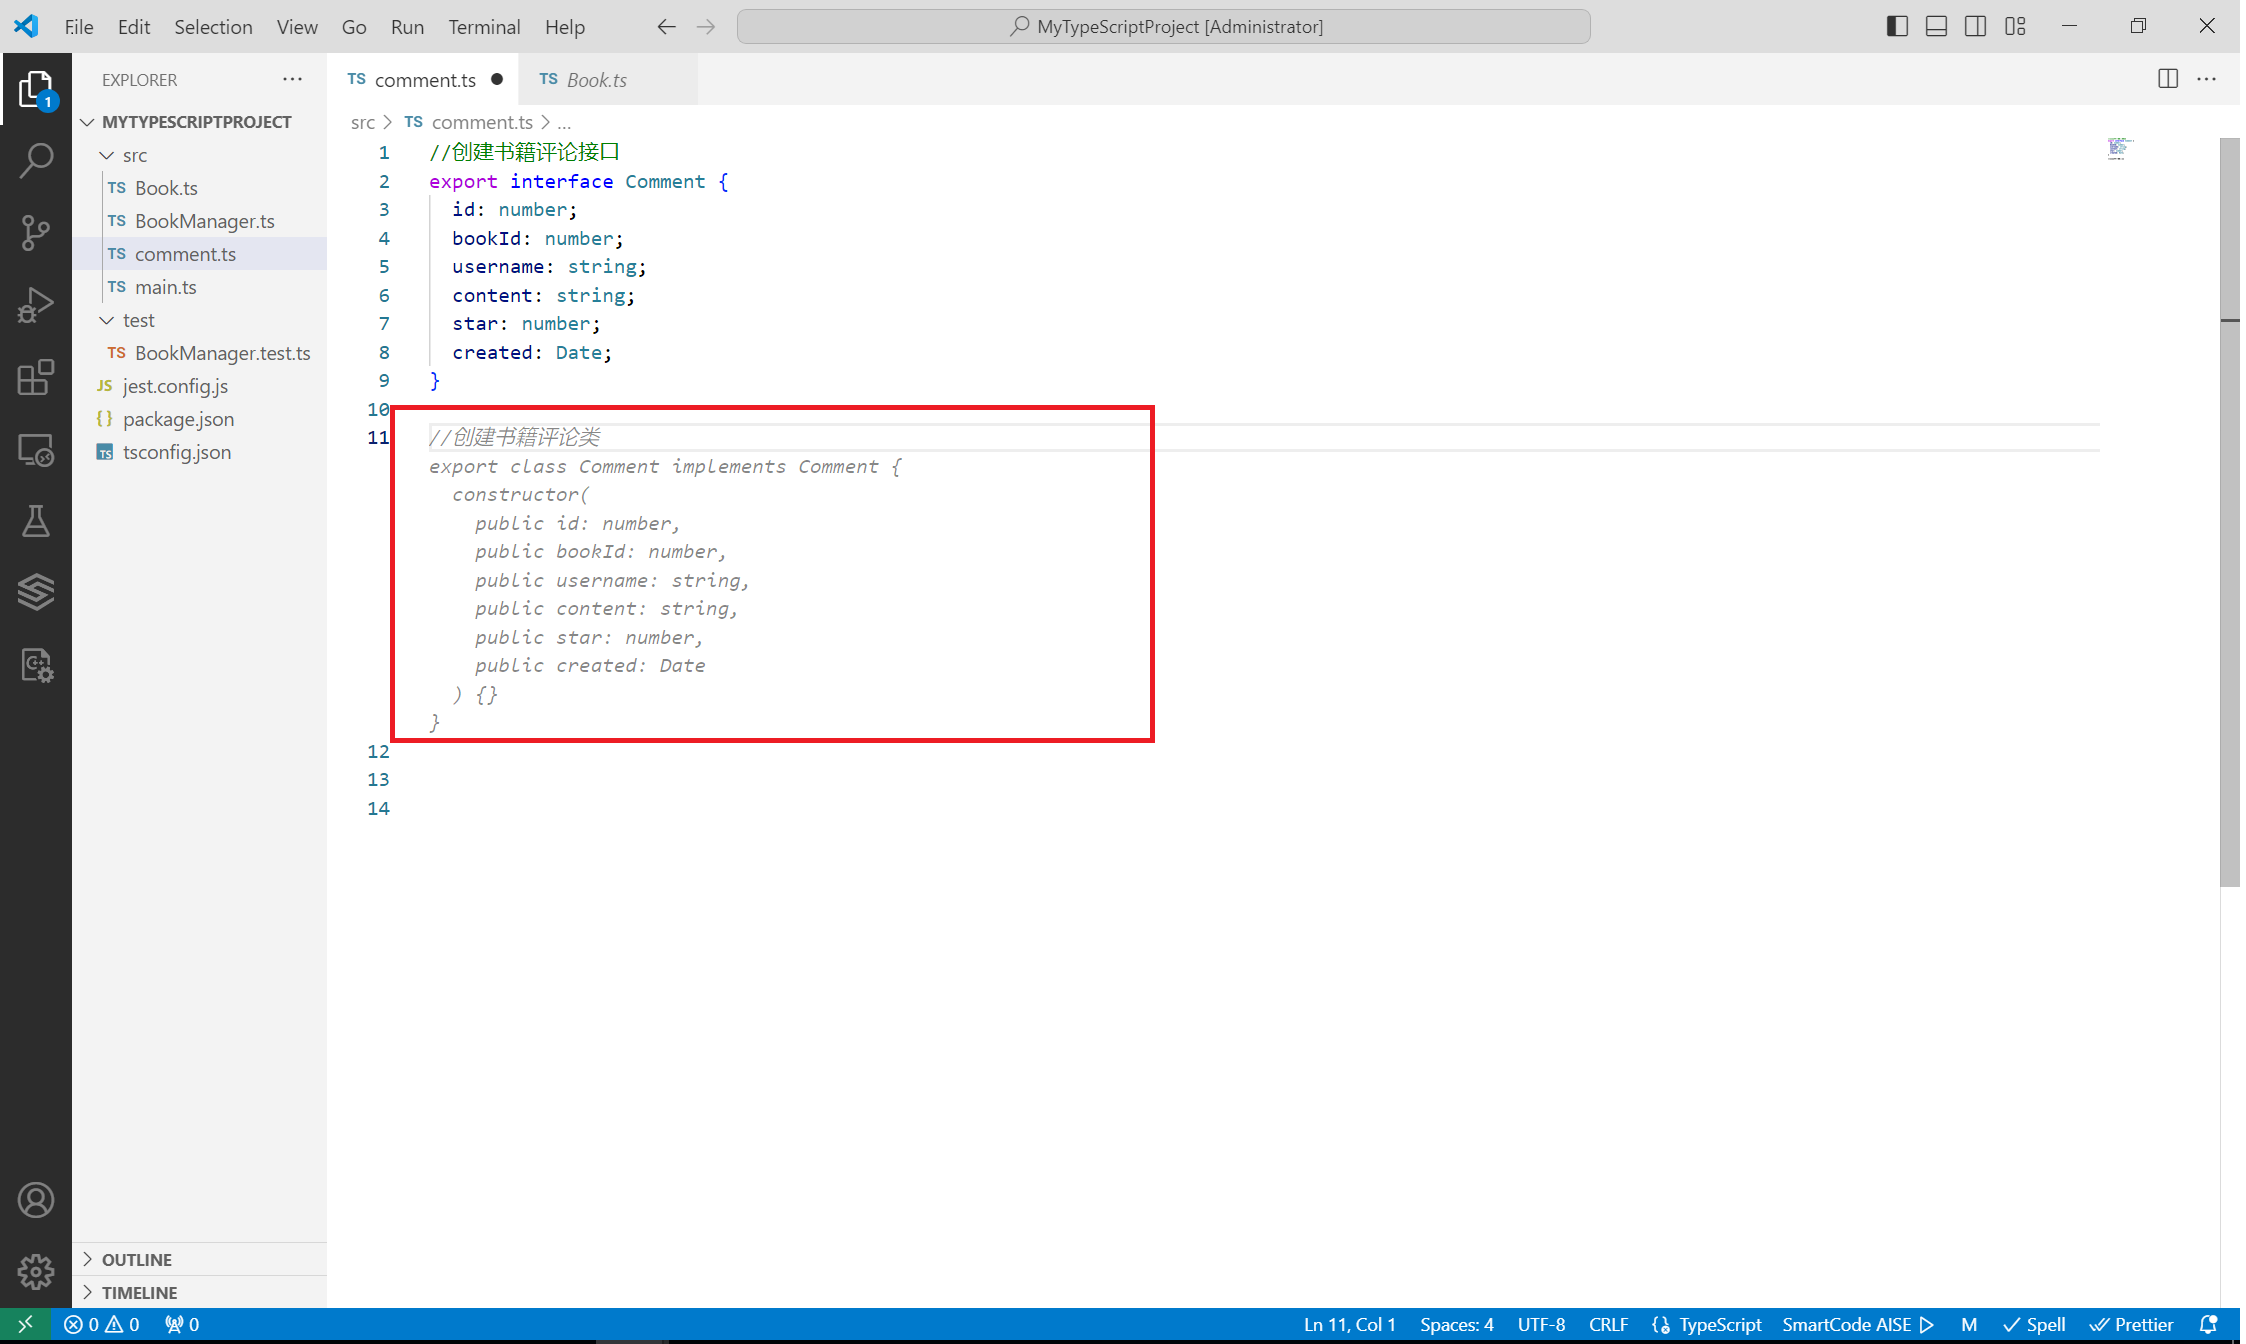 File Edit Selection View Go Run Terminal Help MyTypeScriptProject [Administrator]
EXPLORER
1
MYTYPESCRIPTPROJECT
src
TS Book.ts
TS BookManager.ts
TS comment.ts
TS main.ts
test
TS BookManager.test.ts
JS jest.config.js
{} package.json
TS tsconfig.json
OUTLINE
TIMELINE
TS comment.ts TS Book.ts
src > TS comment.ts > ...
1 //创建书籍评论接口
2 export interface Comment {
3 id: number;
4 bookId: number;
5 username: string;
6 content: string;
7 star: number;
8 created: Date;
9 }
10
11 //创建书籍评论类
export class Comment implements Comment {
constructor(
public id: number,
public bookId: number,
public username: string,
public content: string,
public star: number,
public created: Date
) {}
}
12
13
14
0 0 0 Ln 11, Col 1 Spaces: 4 UTF-8 CRLF TypeScript SmartCode AISE M Spell Prettier